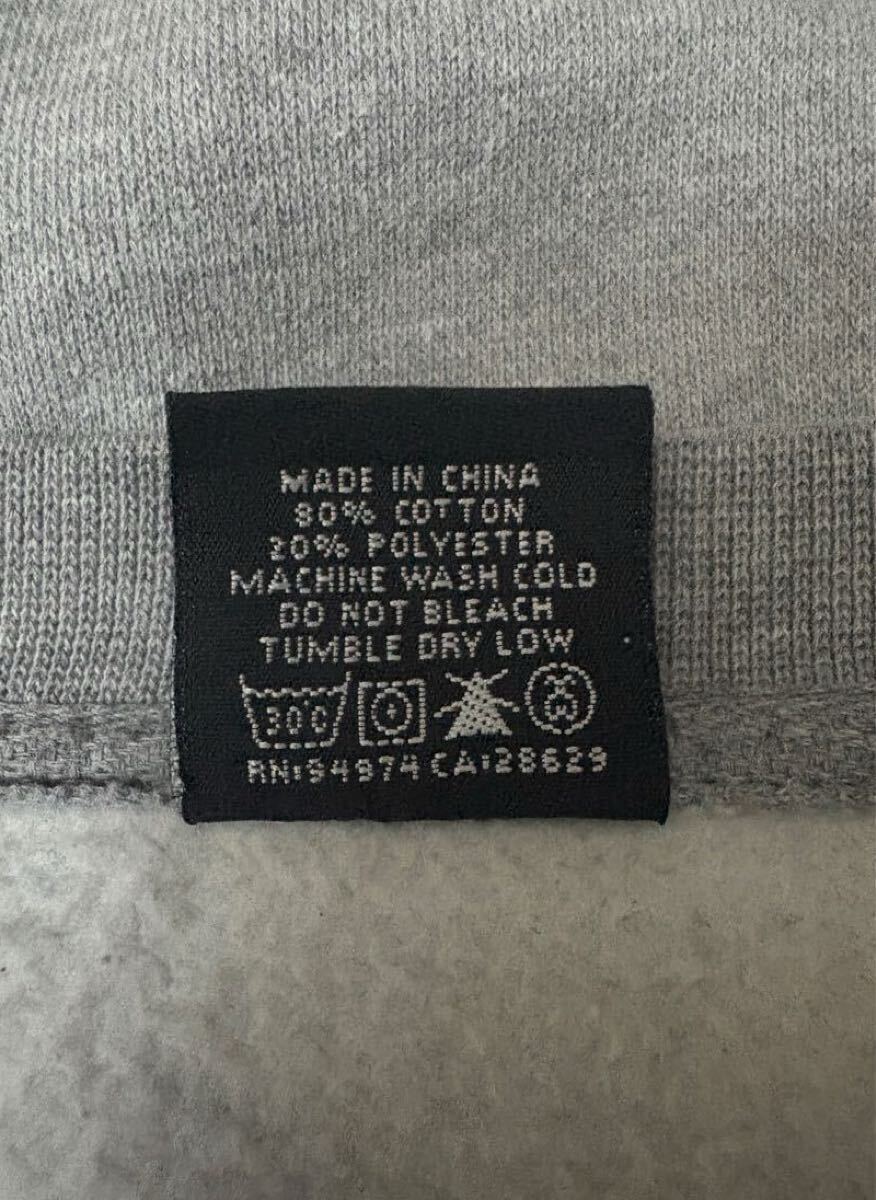 MADE IN CHINA
80% COTTON
20% POLYESTER
MACHINE WASH COLD
DO NOT BLEACH
TUMBLE DRY LOW
30C
RN:94974 CA:28629